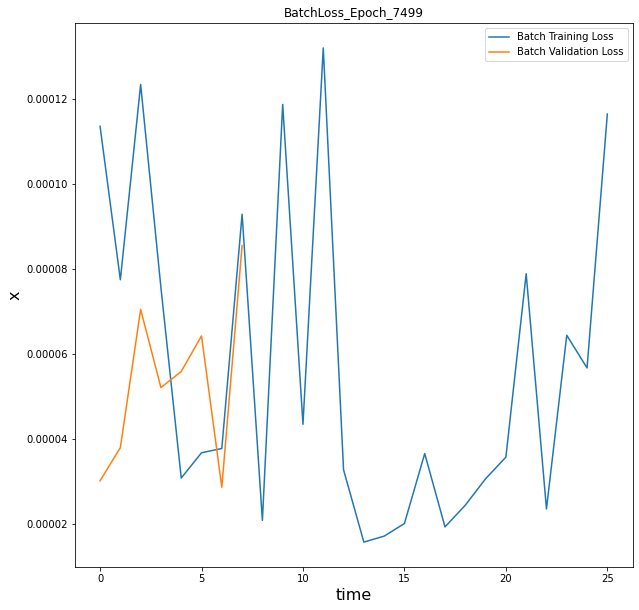 BatchLoss_Epoch_7499
Batch Training Loss
Batch Validation Loss
0.00012
0.00010
0.00008
0.00006
0.00004
0.00002
x
0 5 10 15 20 25
time